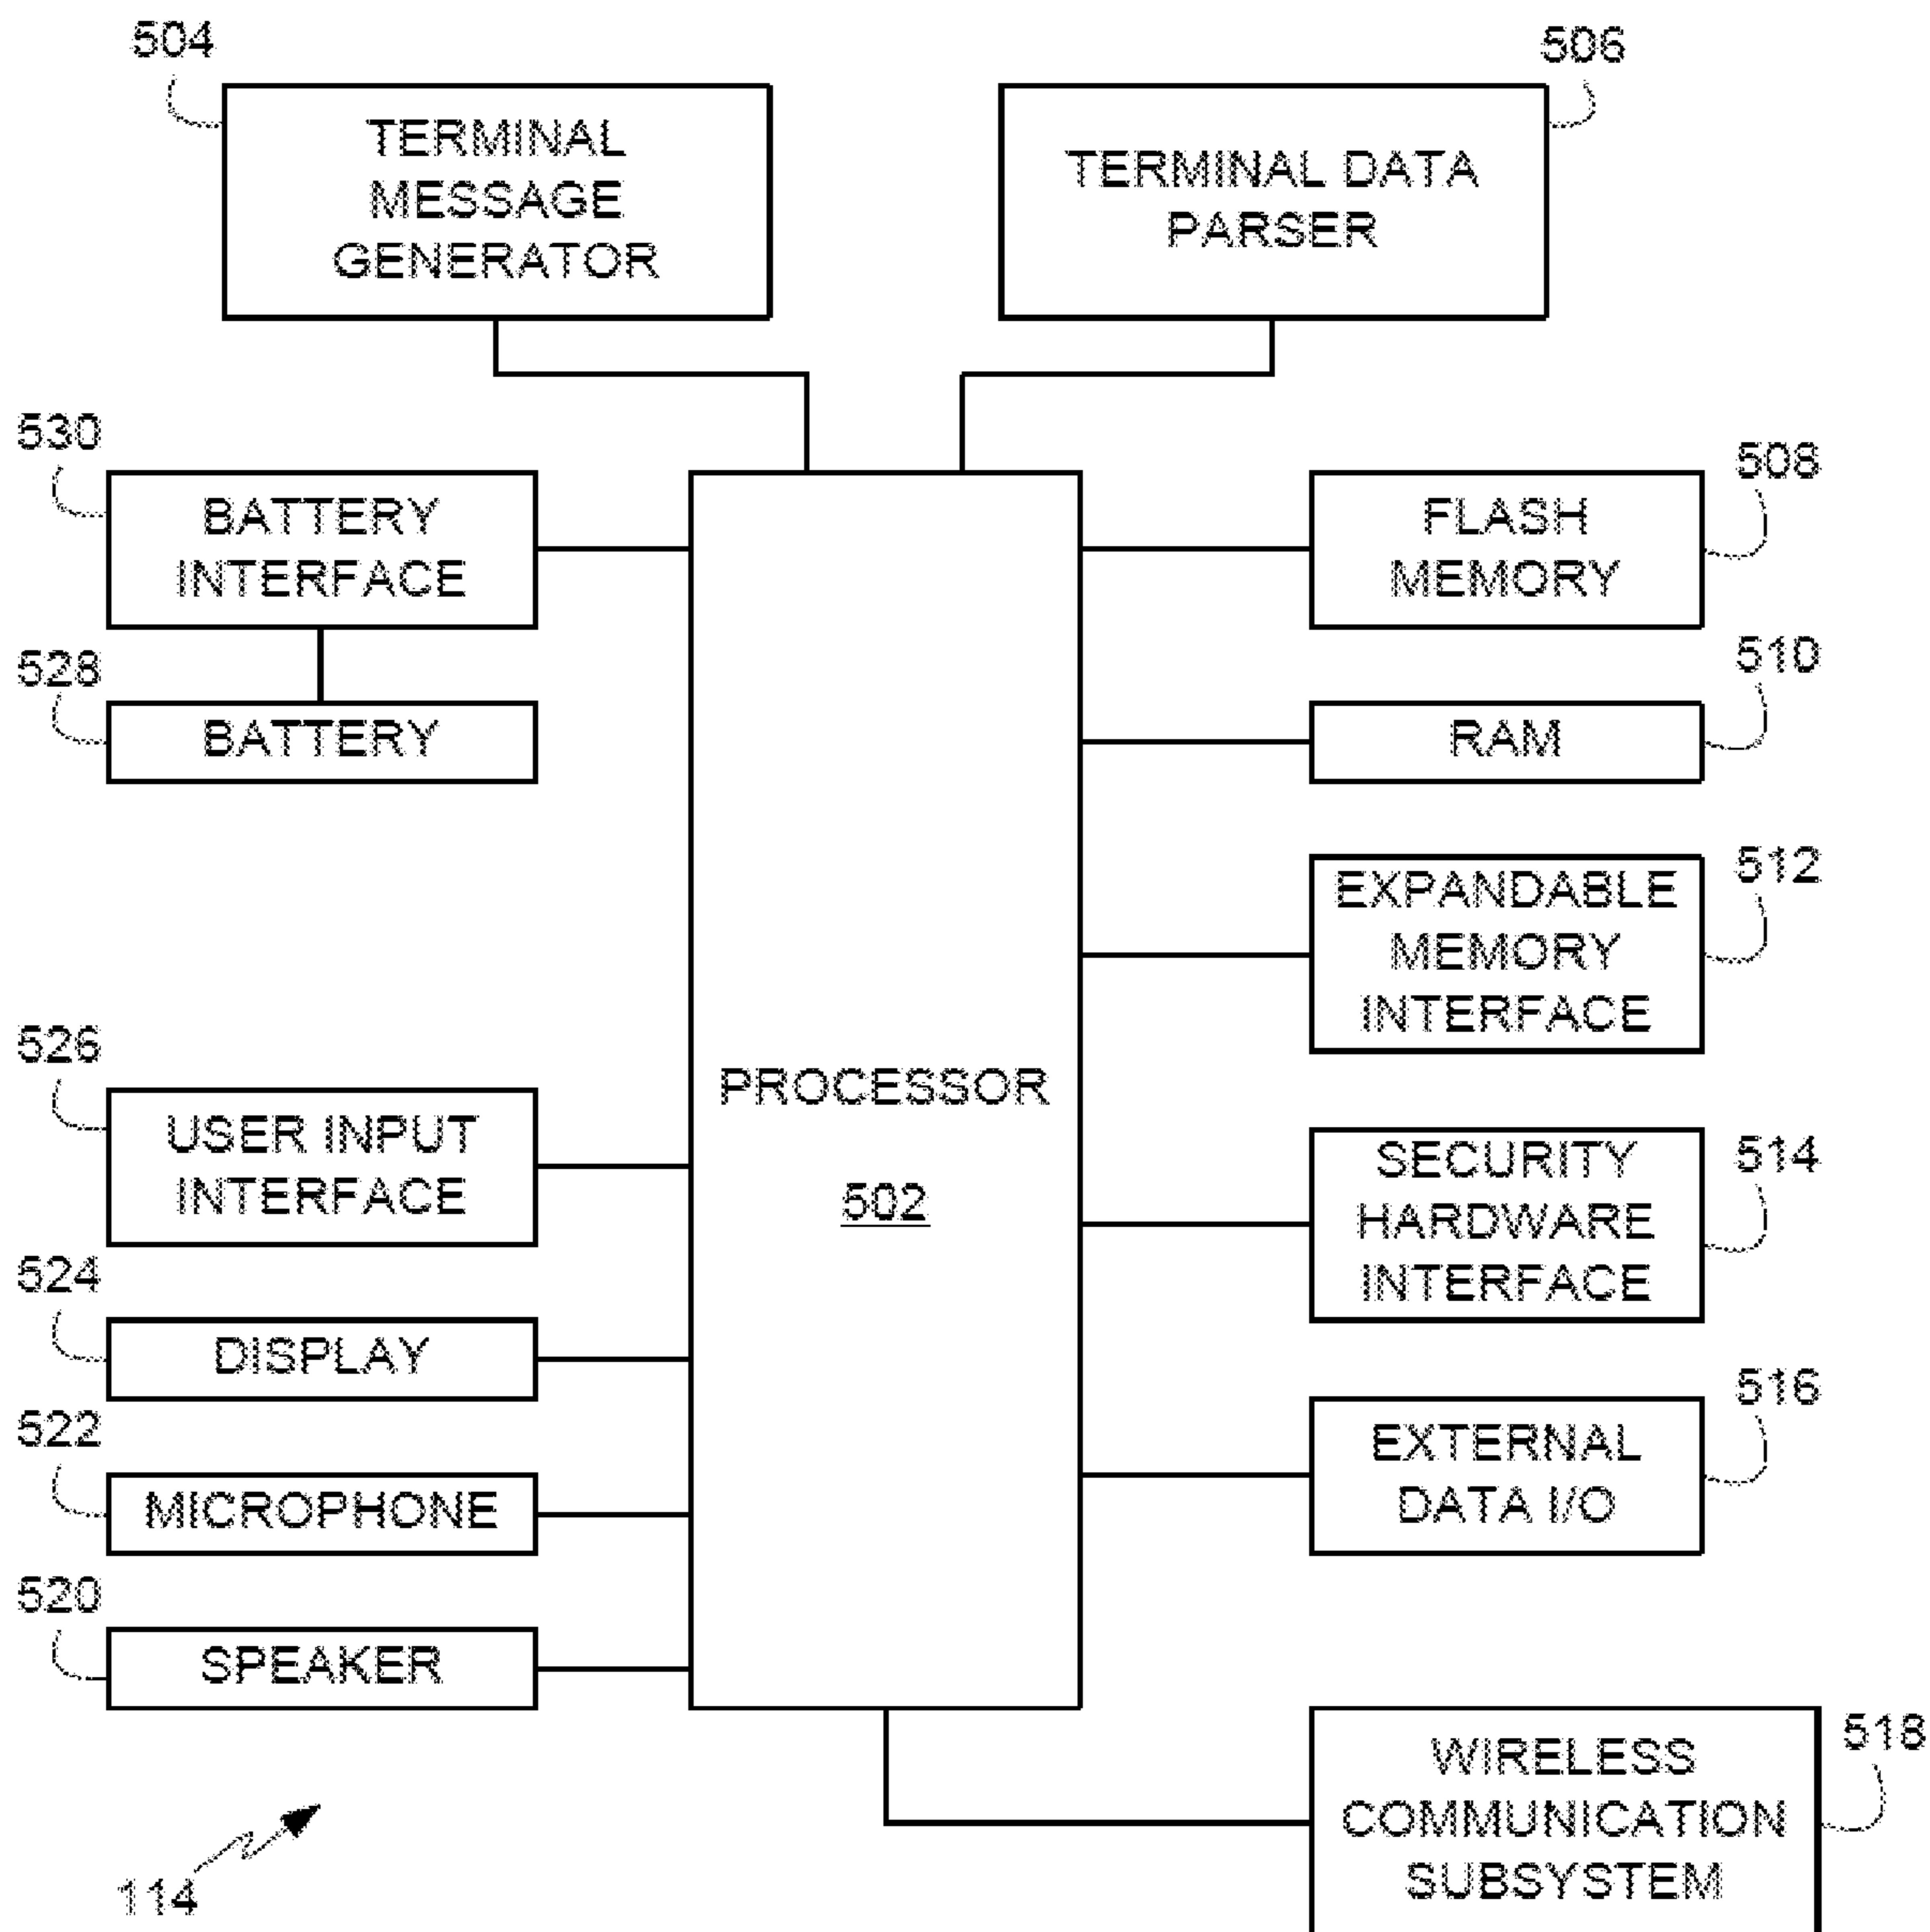 504
TERMINAL
MESSAGE
GENERATOR
506
TERMINAL DATA
PARSER
530
BATTERY
INTERFACE
528
BATTERY
526
USER INPUT
INTERFACE
524
DISPLAY
522
MICROPHONE
520
SPEAKER
PROCESSOR
502
508
FLASH
MEMORY
510
RAM
512
EXPANDABLE
MEMORY
INTERFACE
514
SECURITY
HARDWARE
INTERFACE
516
EXTERNAL
DATA I/O
518
WIRELESS
COMMUNICATION
SUBSYSTEM
114